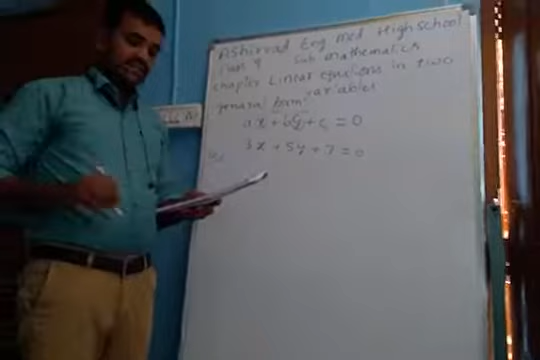 Ashirvad Eng Med High School
Class 9 Sub: mathematics
chapter Linear equations in two
variables
general form:
ax + by + c = 0
3x + 5y + 7 = 0